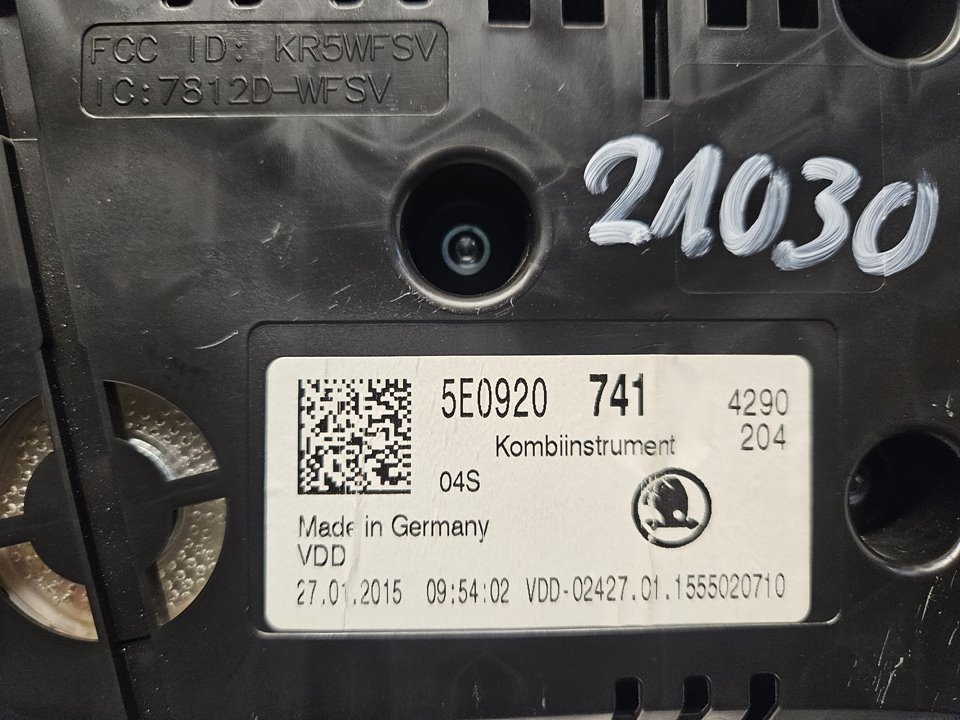 FCC ID: KR5WFSV
IC:7812D-WFSV
21030
5E0920 741
4290
Kombiinstrument
204
04S
Made in Germany
VDD
27.01.2015 09:54:02 VDD-02427.01.1555020710